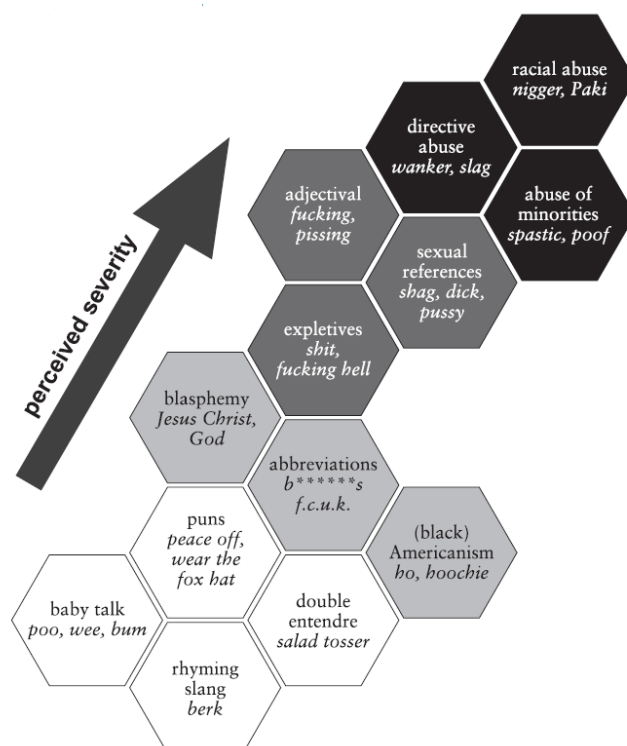 racial abuse
nigger, Paki
directive
abuse
wanker, slag
abuse of
minorities
spastic, poof
adjectival
fucking,
pissing
sexual
references
shag, dick,
pussy
expletives
shit,
fucking hell
perceived severity
blasphemy
Jesus Christ,
God
abbreviations
b******s
f.c.u.k.
(black)
Americanism
ho, hoochie
puns
peace off,
wear the
fox hat
baby talk
poo, wee, bum
double
entendre
salad tosser
rhyming
slang
berk